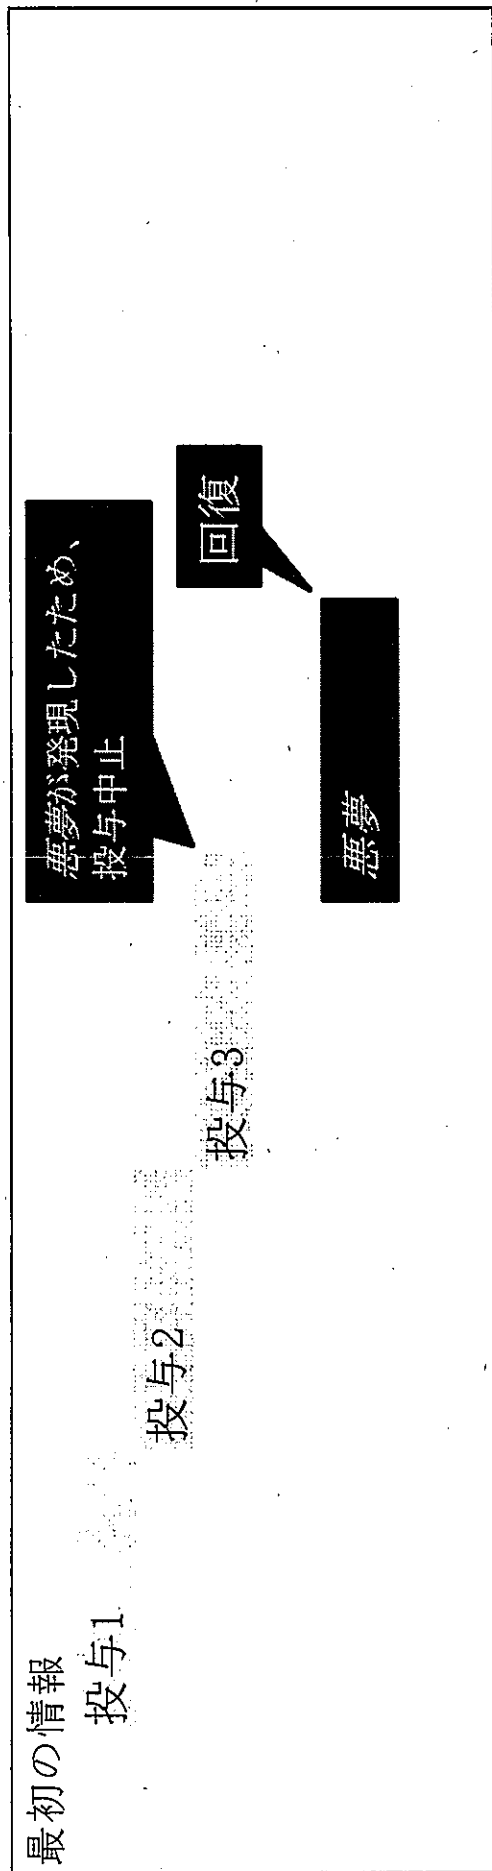 最初の情報
投与1
投与2
投与3
悪夢が発現したため、
投与中止
回復
悪夢